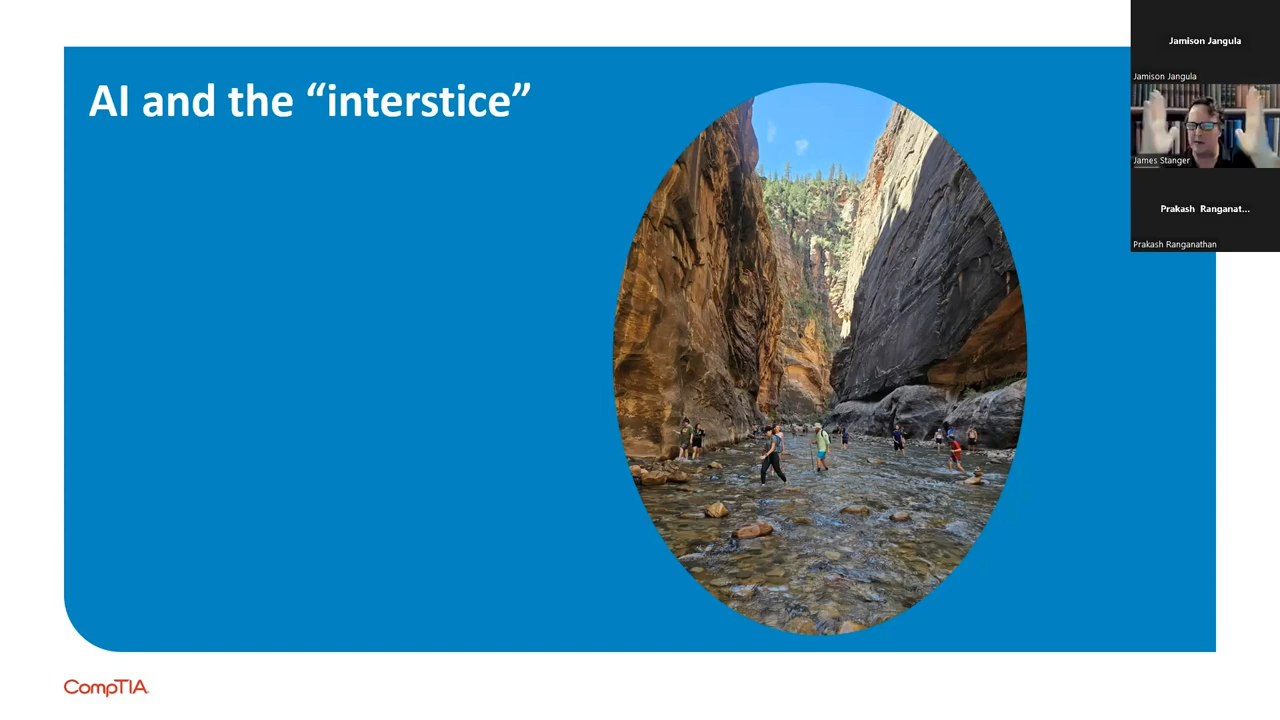 AI and the “interstice”
Jamison Jangula
Jamison Jangula
James Stanger
Prakash Ranganat...
Prakash Ranganathan
CompTIA.